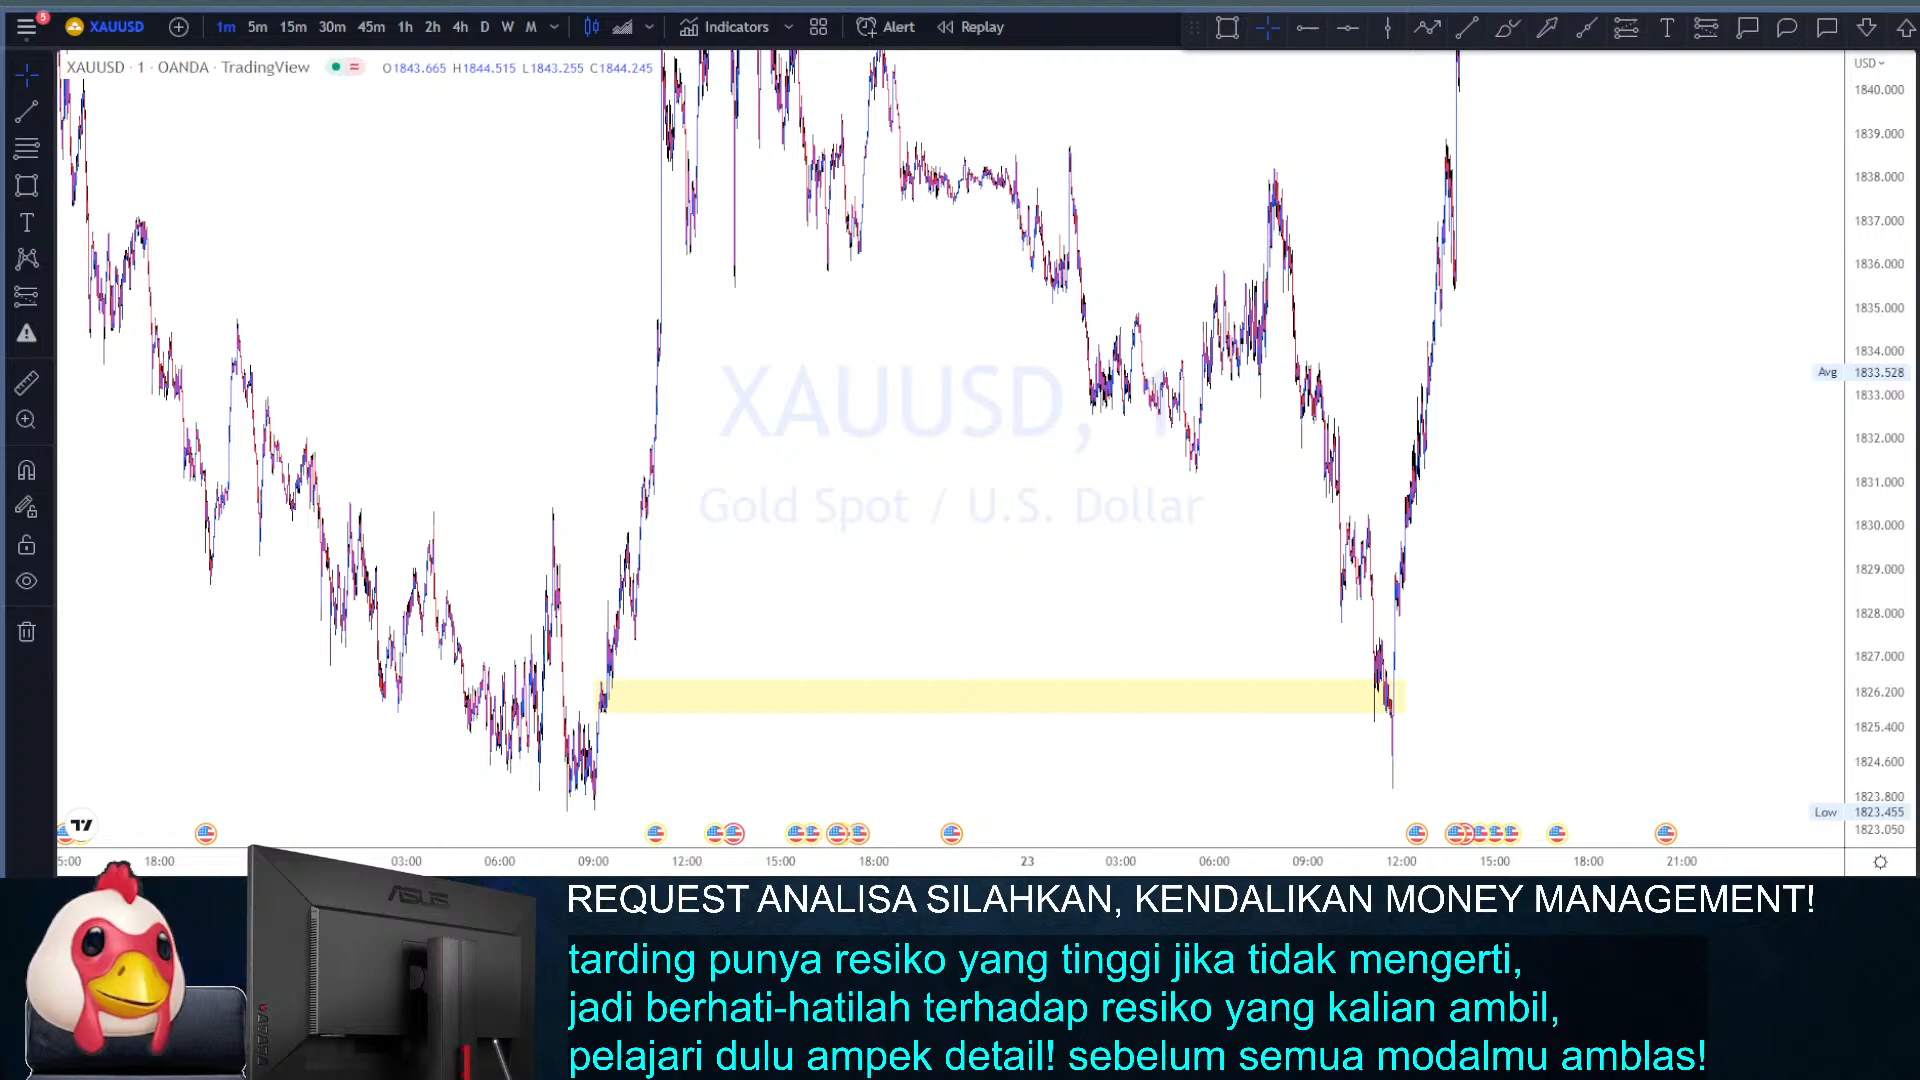 5
XAUUSD
1m 5m 15m 30m 45m 1h 2h 4h D W M
Indicators
Alert
Replay
XAUUSD · 1 · OANDA · TradingView
O1843.665 H1844.515 L1843.255 C1844.245
USD
1840.000
1839.000
1838.000
1837.000
1836.000
1835.000
1834.000
Avg 1833.528
1833.000
1832.000
1831.000
1830.000
1829.000
1828.000
1827.000
1826.200
1825.400
1824.600
1823.800
Low 1823.455
1823.050
XAUUSD, 1
Gold Spot / U.S. Dollar
5:00 18:00 03:00 06:00 09:00 12:00 15:00 18:00 23 03:00 06:00 09:00 12:00 15:00 18:00 21:00
ASUS
REQUEST ANALISA SILAHKAN, KENDALIKAN MONEY MANAGEMENT!
tarding punya resiko yang tinggi jika tidak mengerti,
jadi berhati-hatilah terhadap resiko yang kalian ambil,
pelajari dulu ampek detail! sebelum semua modalmu amblas!